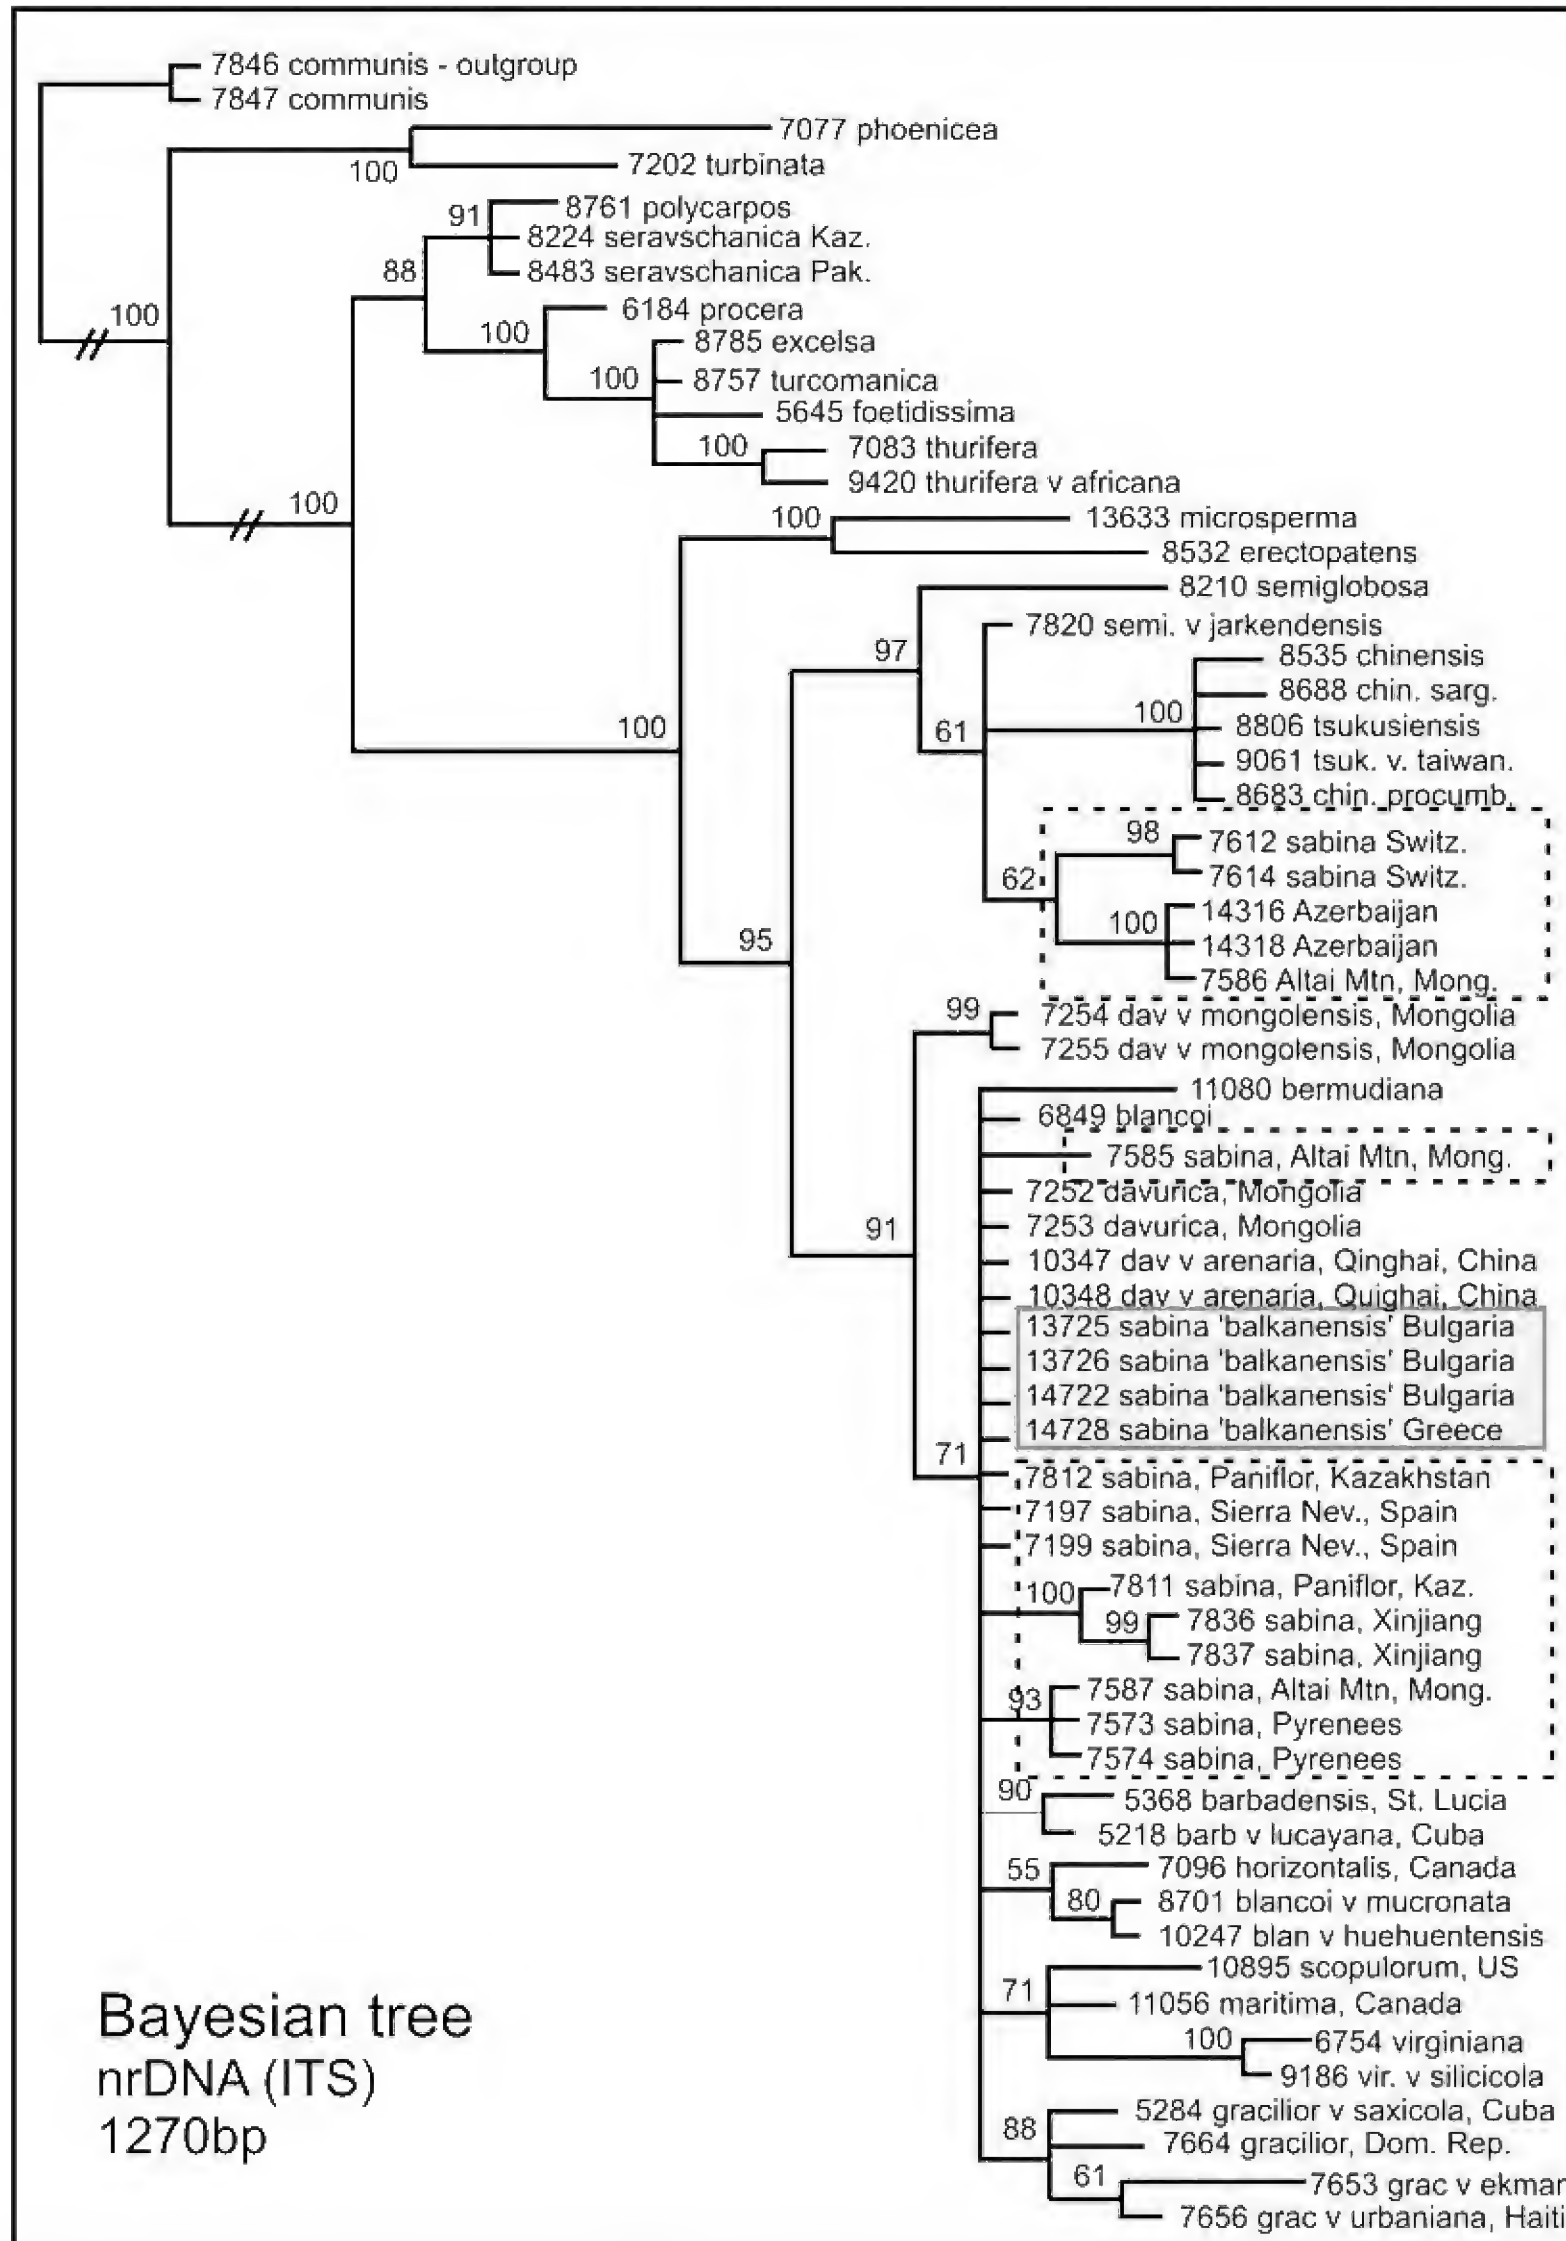 7846 communis - outgroup
7847 communis
7077 phoenicea
100
7202 turbinata
8761 polycarpos
91
8224 seravschanica Kaz.
88
8483 seravschanica Pak.
100
6184 procera
100
8785 excelsa
100
8757 turcomanica
5645 foetidissima
100
7083 thurifera
9420 thurifera v africana
100
100
13633 microsperma
8532 erectopatens
8210 semiglobosa
7820 semi. v jarkendensis
97
8535 chinensis
8688 chin. sarg.
100
100
61
8806 tsukusiensis
9061 tsuk. v. taiwan.
8683 chin. procumb.
98
7612 sabina Switz.
62
7614 sabina Switz.
100
14316 Azerbaijan
95
14318 Azerbaijan
7586 Altai Mtn, Mong.
99
7254 dav v mongolensis, Mongolia
7255 dav v mongolensis, Mongolia
11080 bermudiana
6849 blancoi
7585 sabina, Altai Mtn, Mong.
7252 davurica, Mongolia
91
7253 davurica, Mongolia
10347 dav v arenaria, Qinghai, China
10348 dav v arenaria, Quighai, China
13725 sabina 'balkanensis' Bulgaria
13726 sabina 'balkanensis' Bulgaria
14722 sabina 'balkanensis' Bulgaria
14728 sabina 'balkanensis' Greece
71
7812 sabina, Paniflor, Kazakhstan
7197 sabina, Sierra Nev., Spain
7199 sabina, Sierra Nev., Spain
100
7811 sabina, Paniflor, Kaz.
99
7836 sabina, Xinjiang
7837 sabina, Xinjiang
93
7587 sabina, Altai Mtn, Mong.
7573 sabina, Pyrenees
7574 sabina, Pyrenees
90
5368 barbadensis, St. Lucia
5218 barb v lucayana, Cuba
55
7096 horizontalis, Canada
80
8701 blancoi v mucronata
10247 blan v huehuentensis
10895 scopulorum, US
71
11056 maritima, Canada
100
6754 virginiana
9186 vir. v silicicola
5284 gracilior v saxicola, Cuba
88
7664 gracilior, Dom. Rep.
61
7653 grac v ekmar
7656 grac v urbaniana, Haiti
Bayesian tree
nrDNA (ITS)
1270bp